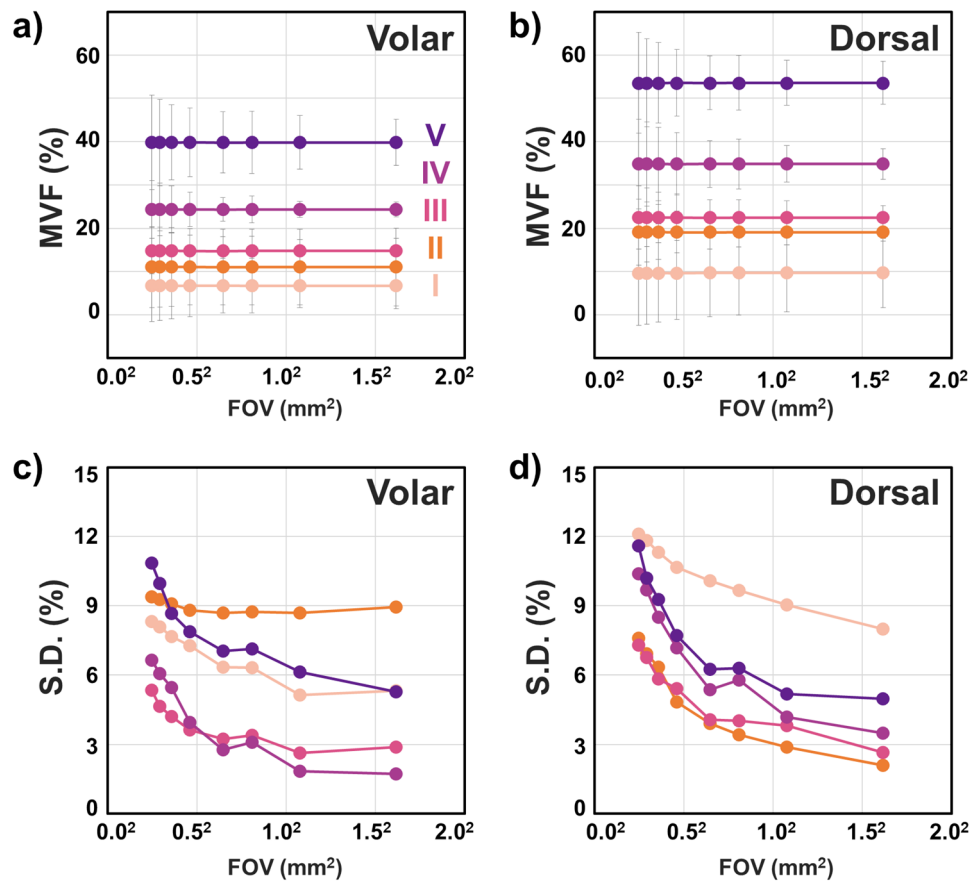 a)
Volar
MVF (%)
60
40
20
0
V
IV
III
II
I
0.0² 0.5² 1.0² 1.5² 2.0²
FOV (mm²)
b)
Dorsal
MVF (%)
60
40
20
0
0.0² 0.5² 1.0² 1.5² 2.0²
FOV (mm²)
c)
Volar
S.D. (%)
15
12
9
6
3
0
0.0² 0.5² 1.0² 1.5² 2.0²
FOV (mm²)
d)
Dorsal
S.D. (%)
15
12
9
6
3
0
0.0² 0.5² 1.0² 1.5² 2.0²
FOV (mm²)